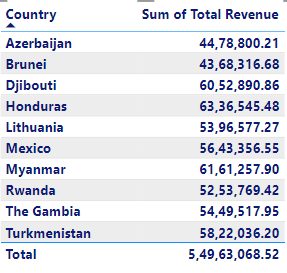 Country Sum of Total Revenue
Azerbaijan 44,78,800.21
Brunei 43,68,316.68
Djibouti 60,52,890.86
Honduras 63,36,545.48
Lithuania 53,96,577.27
Mexico 56,43,356.55
Myanmar 61,61,257.90
Rwanda 52,53,769.42
The Gambia 54,49,517.95
Turkmenistan 58,22,036.20
Total 5,49,63,068.52